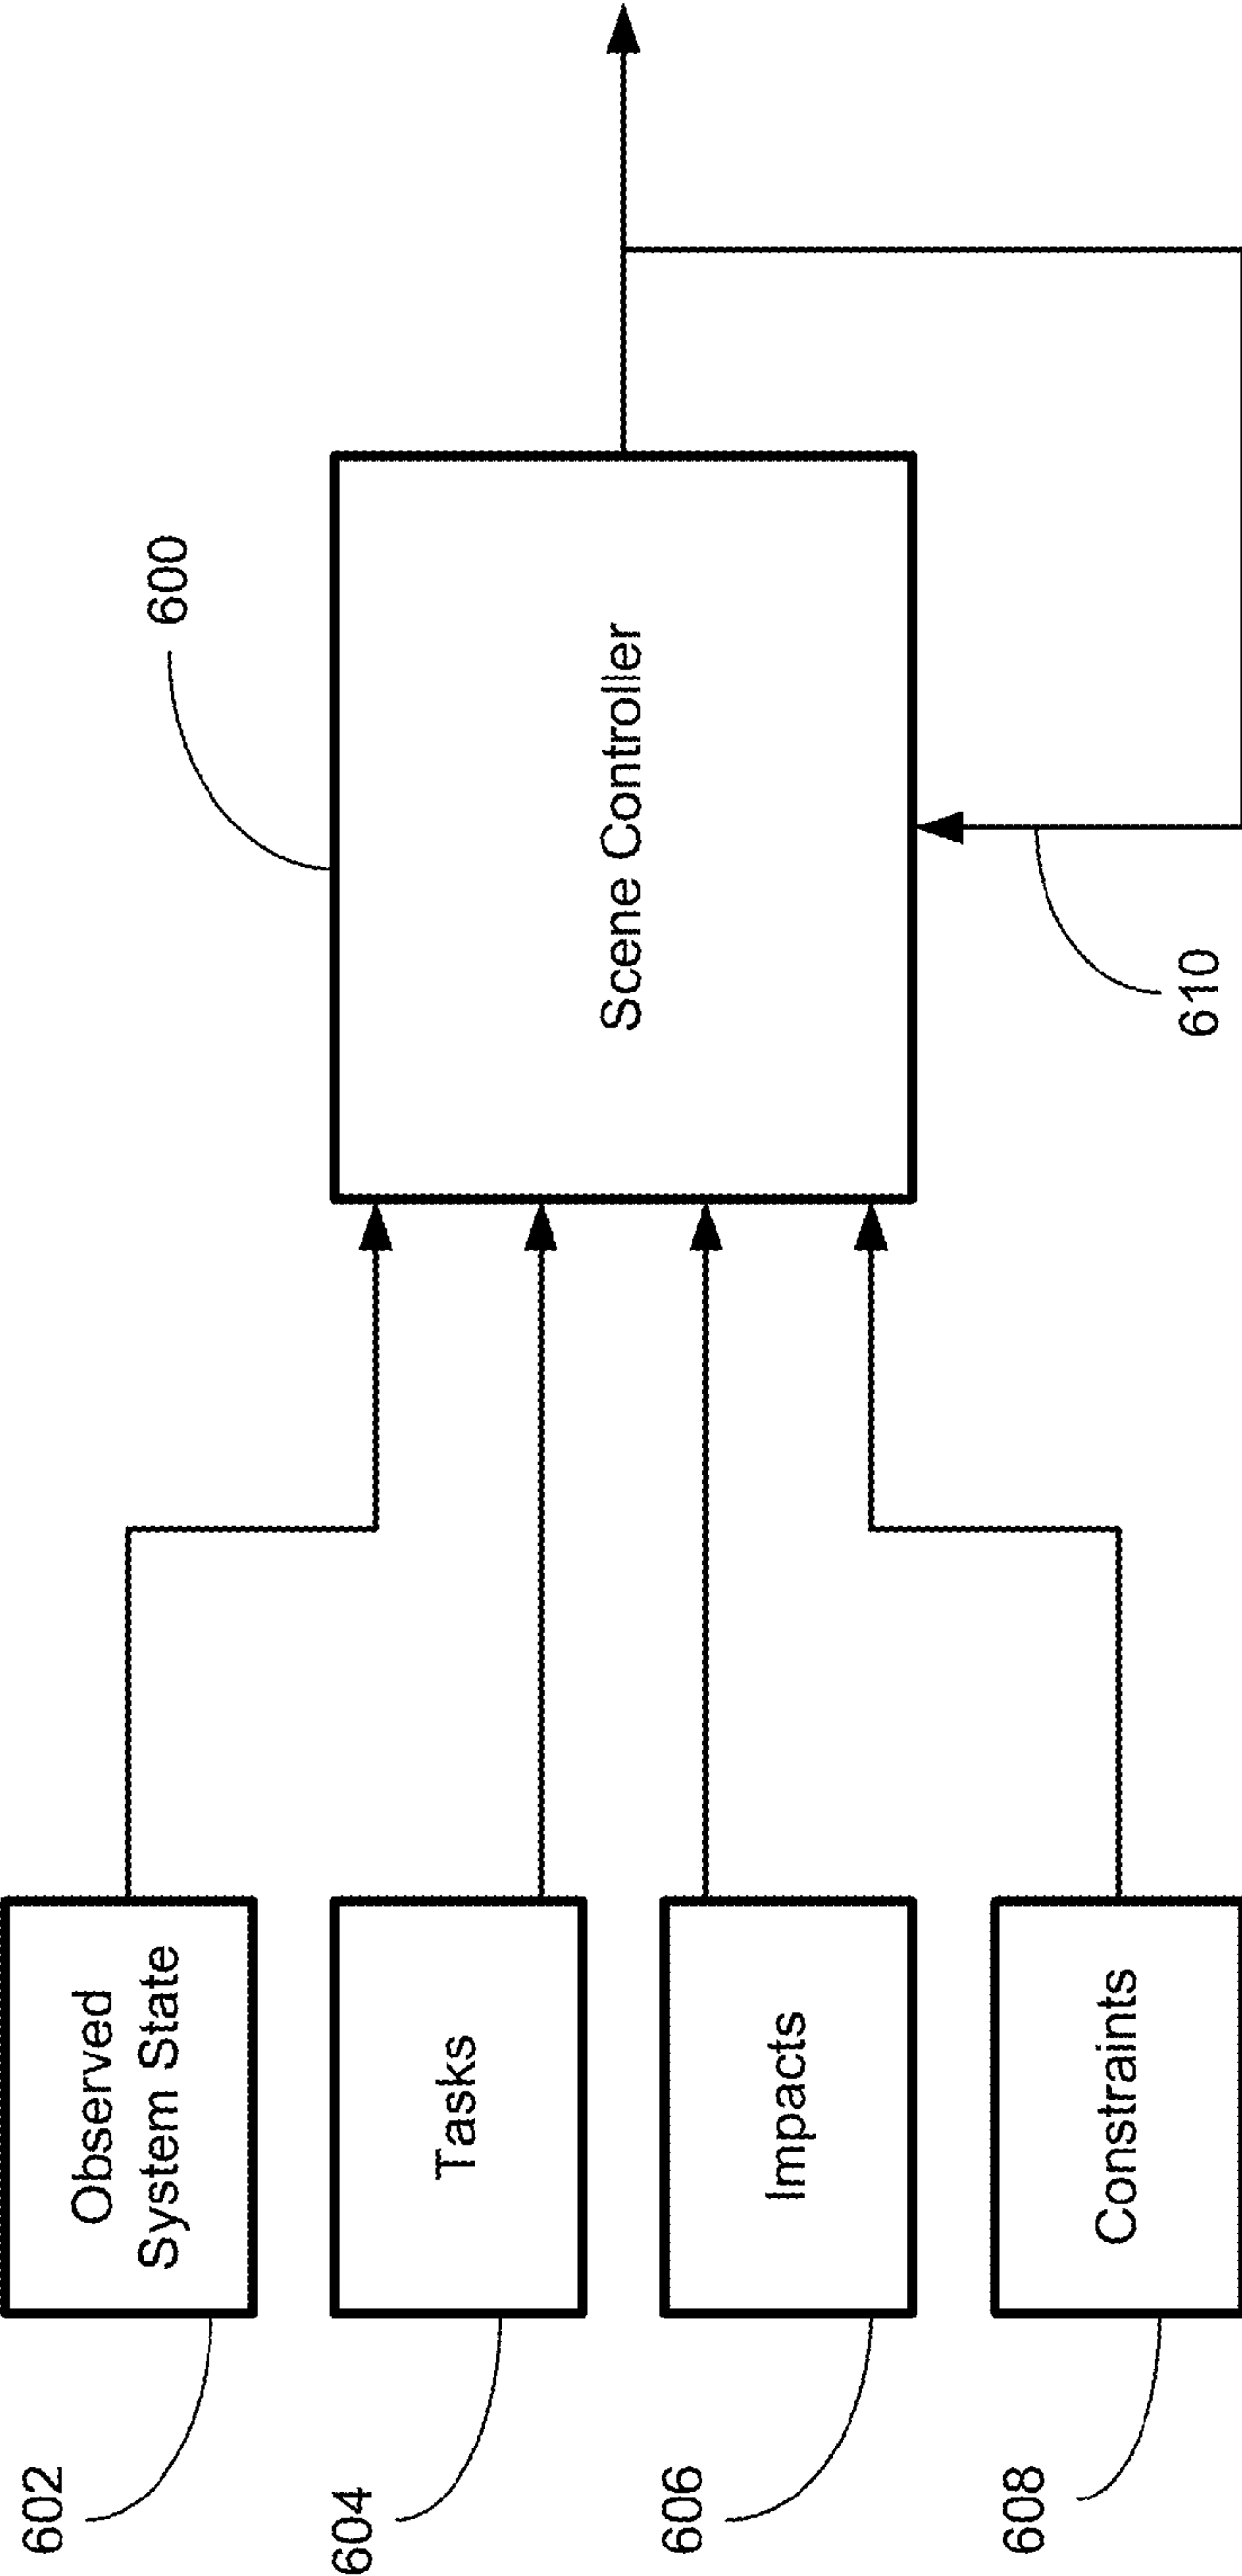 602
Observed
System State
604
Tasks
606
Impacts
608
Constraints
600
Scene Controller
610